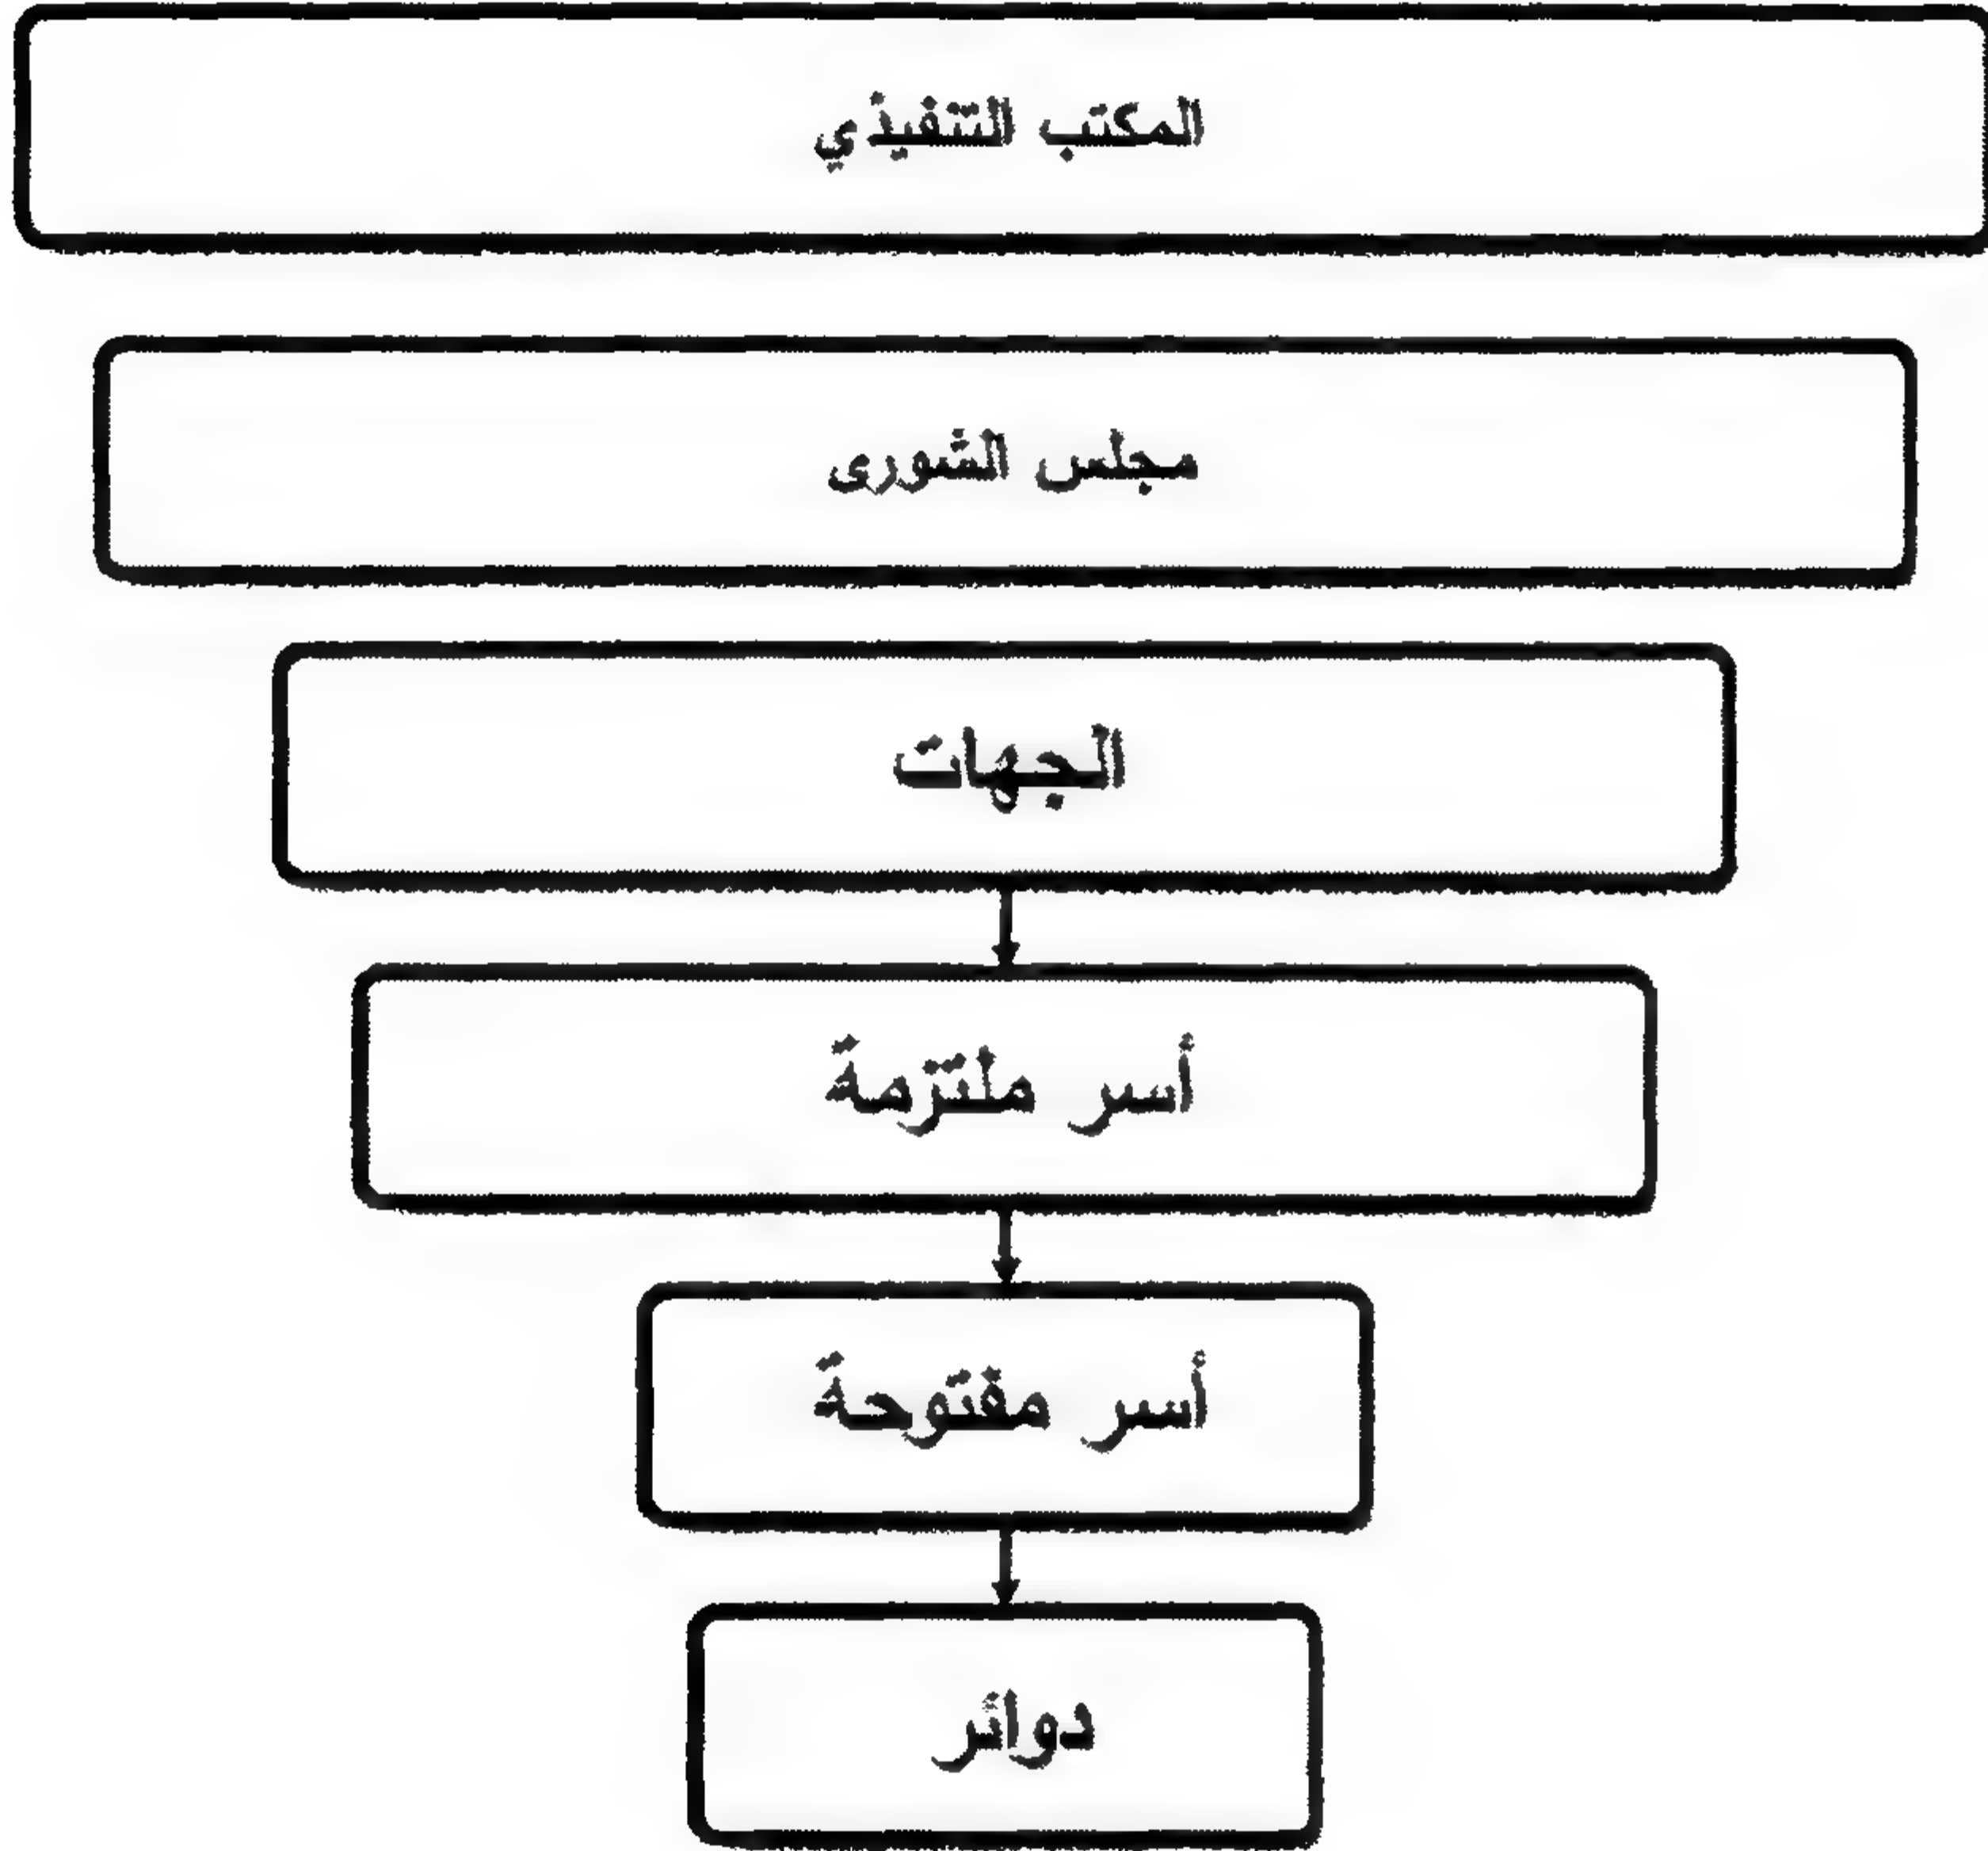 المكتب التنفيذي
مجلس الشورى
الجهات
أسر ملتزمة
أسر مفتوحة
دوائر